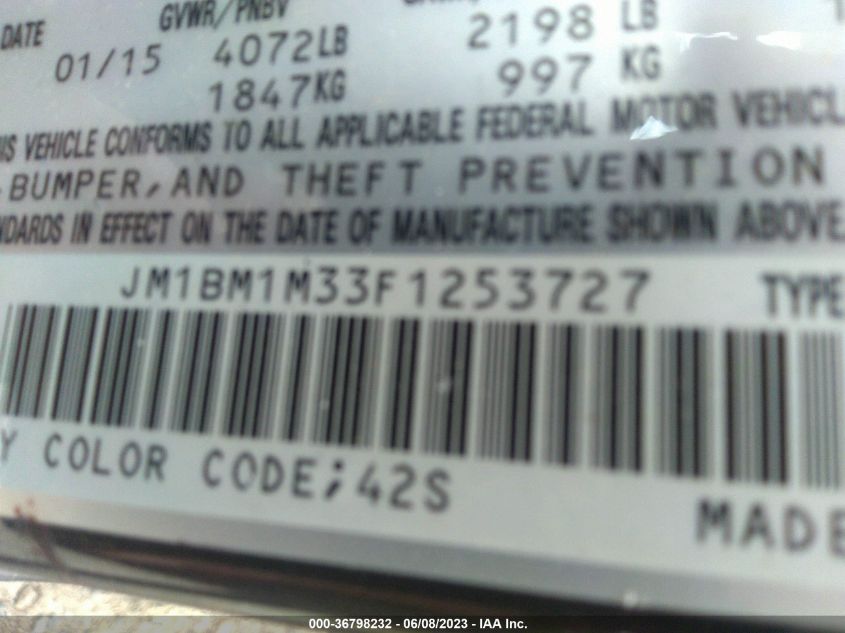 DATE GVWR/PNBV
01/15 4072LB 2198 LB
1847KG 997 KG
VEHICLE CONFORMS TO ALL APPLICABLE FEDERAL MOTOR VEHICL
-BUMPER,AND THEFT PREVENTION
NDARDS IN EFFECT ON THE DATE OF MANUFACTURE SHOWN ABOVE
JM1BM1M33F1253727 TYPE
Y COLOR CODE;42S
MADE
000-36798232 - 06/08/2023 - IAA Inc.